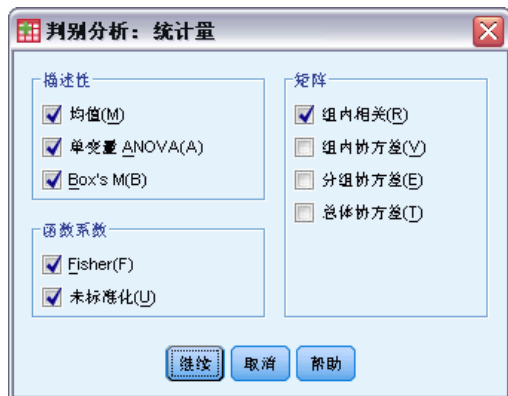 判别分析：统计量
描述性
均值(M)
单变量 ANOVA(A)
Box's M(B)
函数系数
Fisher(F)
未标准化(U)
矩阵
组内相关(R)
组内协方差(V)
分组协方差(E)
总体协方差(T)
继续 取消 帮助